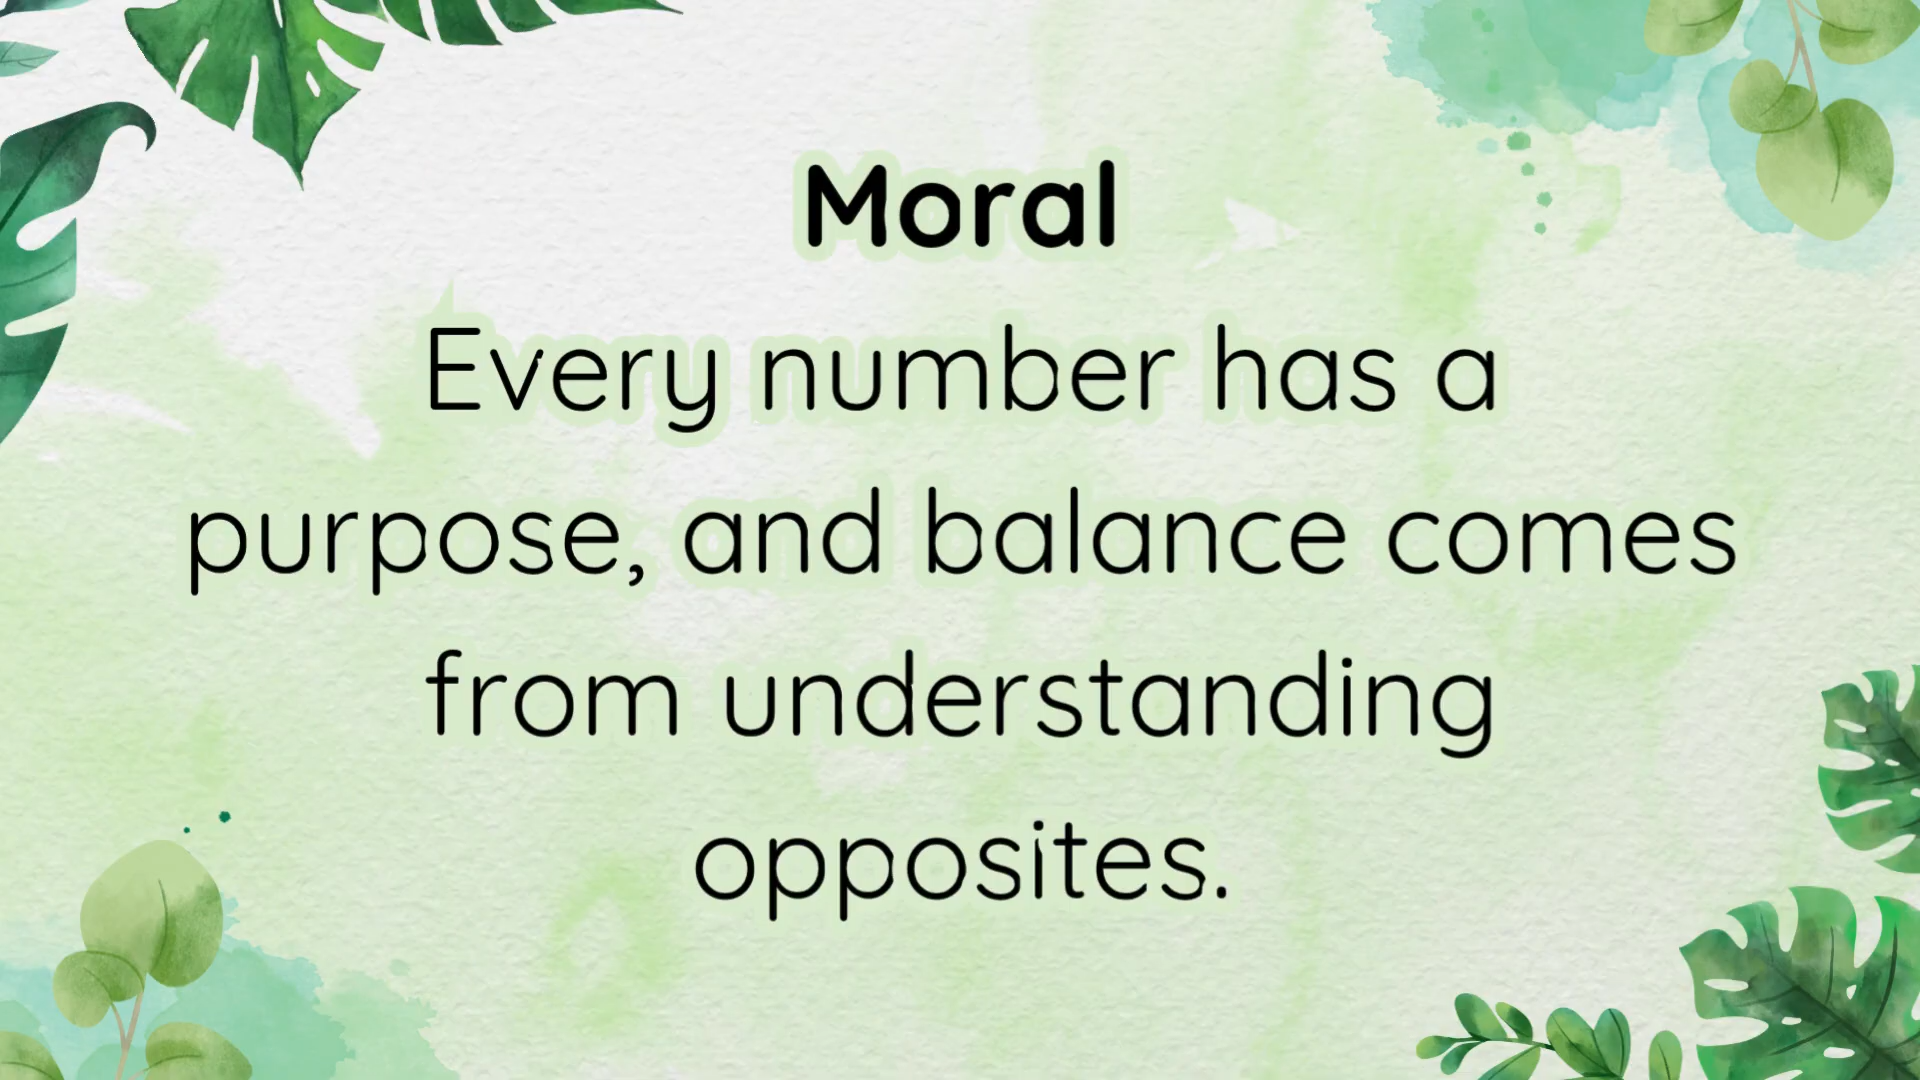 Moral
Every number has a
purpose, and balance comes
from understanding
opposites.